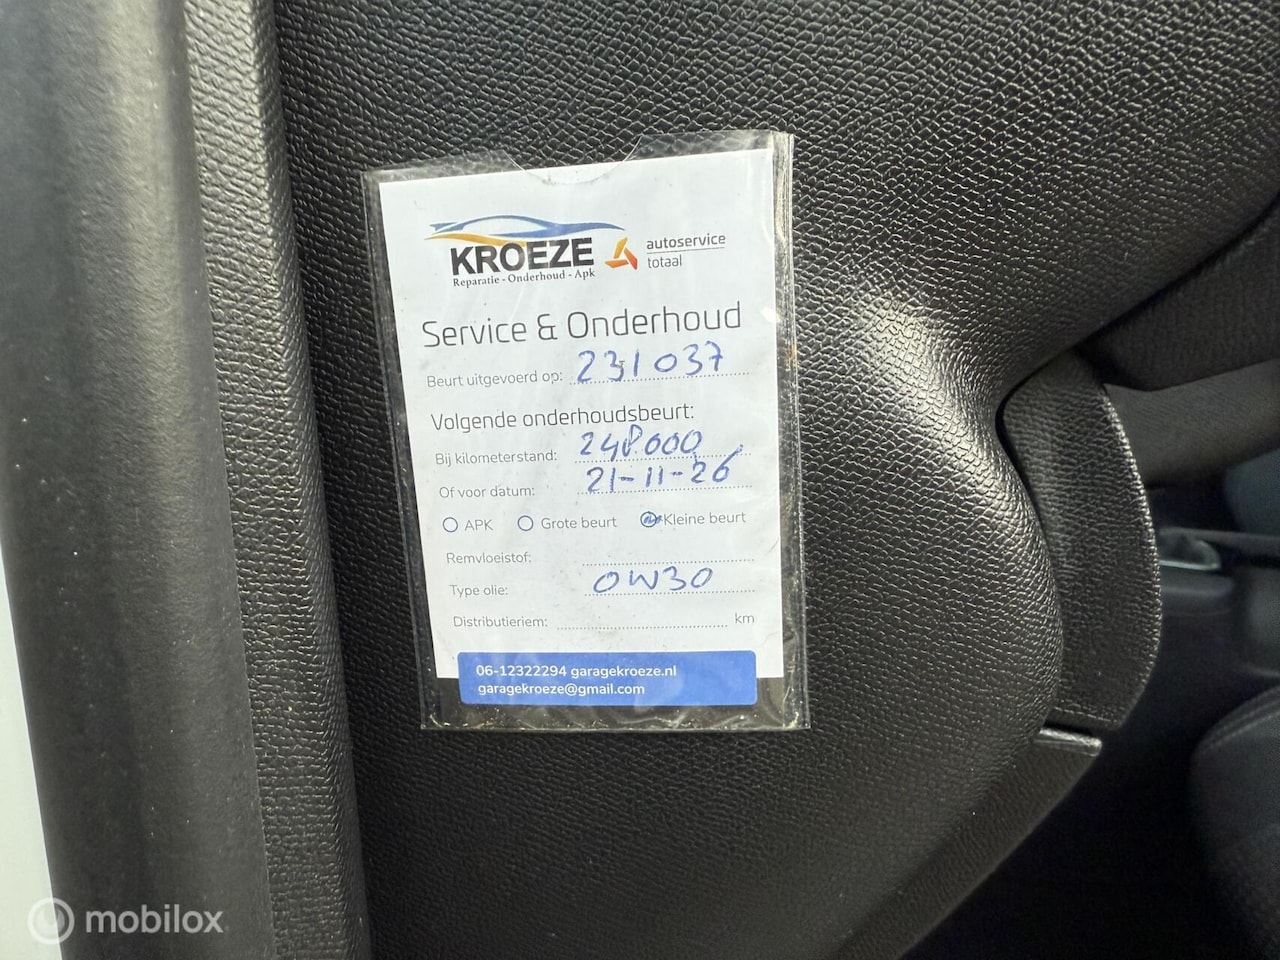 KROEZE
Reparatie - Onderhoud - Apk
autoservice
totaal
Service & Onderhoud
Beurt uitgevoerd op: 231037
Volgende onderhoudsbeurt:
Bij kilometerstand: 248.000
Of voor datum: 21-11-26
APK Grote beurt Kleine beurt
Remvloeistof:
Type olie: 0W30
Distributieriem: km
06-12322294 garagekroeze.nl
garagekroeze@gmail.com
mobilox